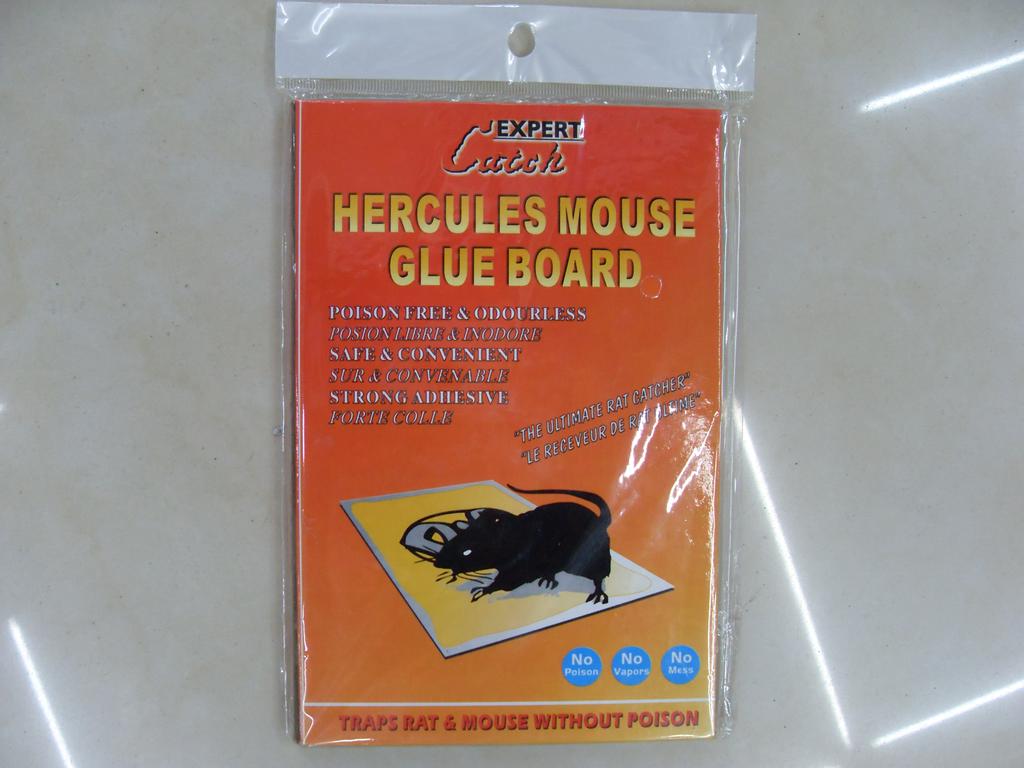 EXPERT
Catch
HERCULES MOUSE
GLUE BOARD
POISON FREE & ODOURLESS
POSION LIBRE & INODORE
SAFE & CONVENIENT
SUR & CONVENABLE
STRONG ADHESIVE
FORTE COLLE
"THE ULTIMATE RAT CATCHER"
"LE RECEVEUR DE RAT ULTIME"
No Poison
No Vapors
No Mess
TRAPS RAT & MOUSE WITHOUT POISON